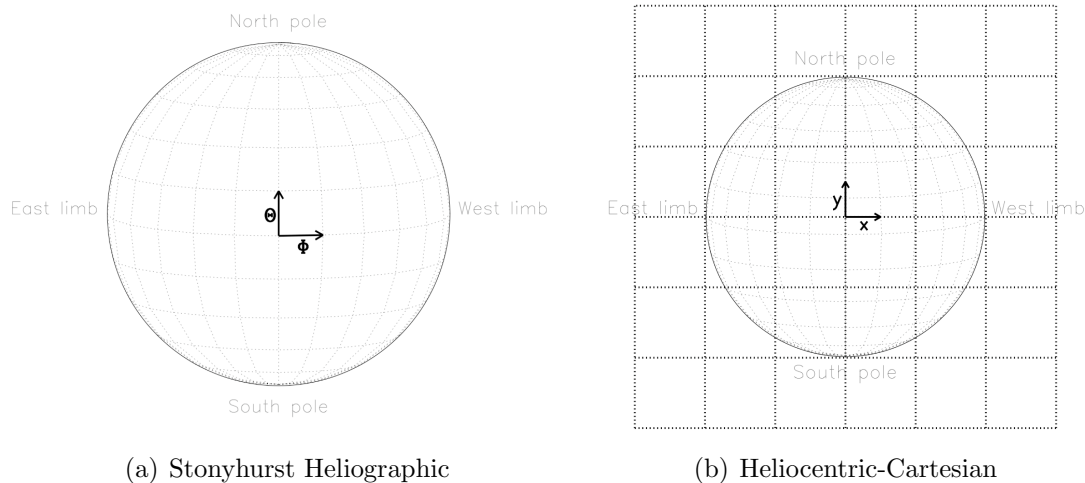 North pole
East limb
West limb
Θ
Φ
South pole
(a) Stonyhurst Heliographic
North pole
East limb
West limb
y
x
South pole
(b) Heliocentric-Cartesian